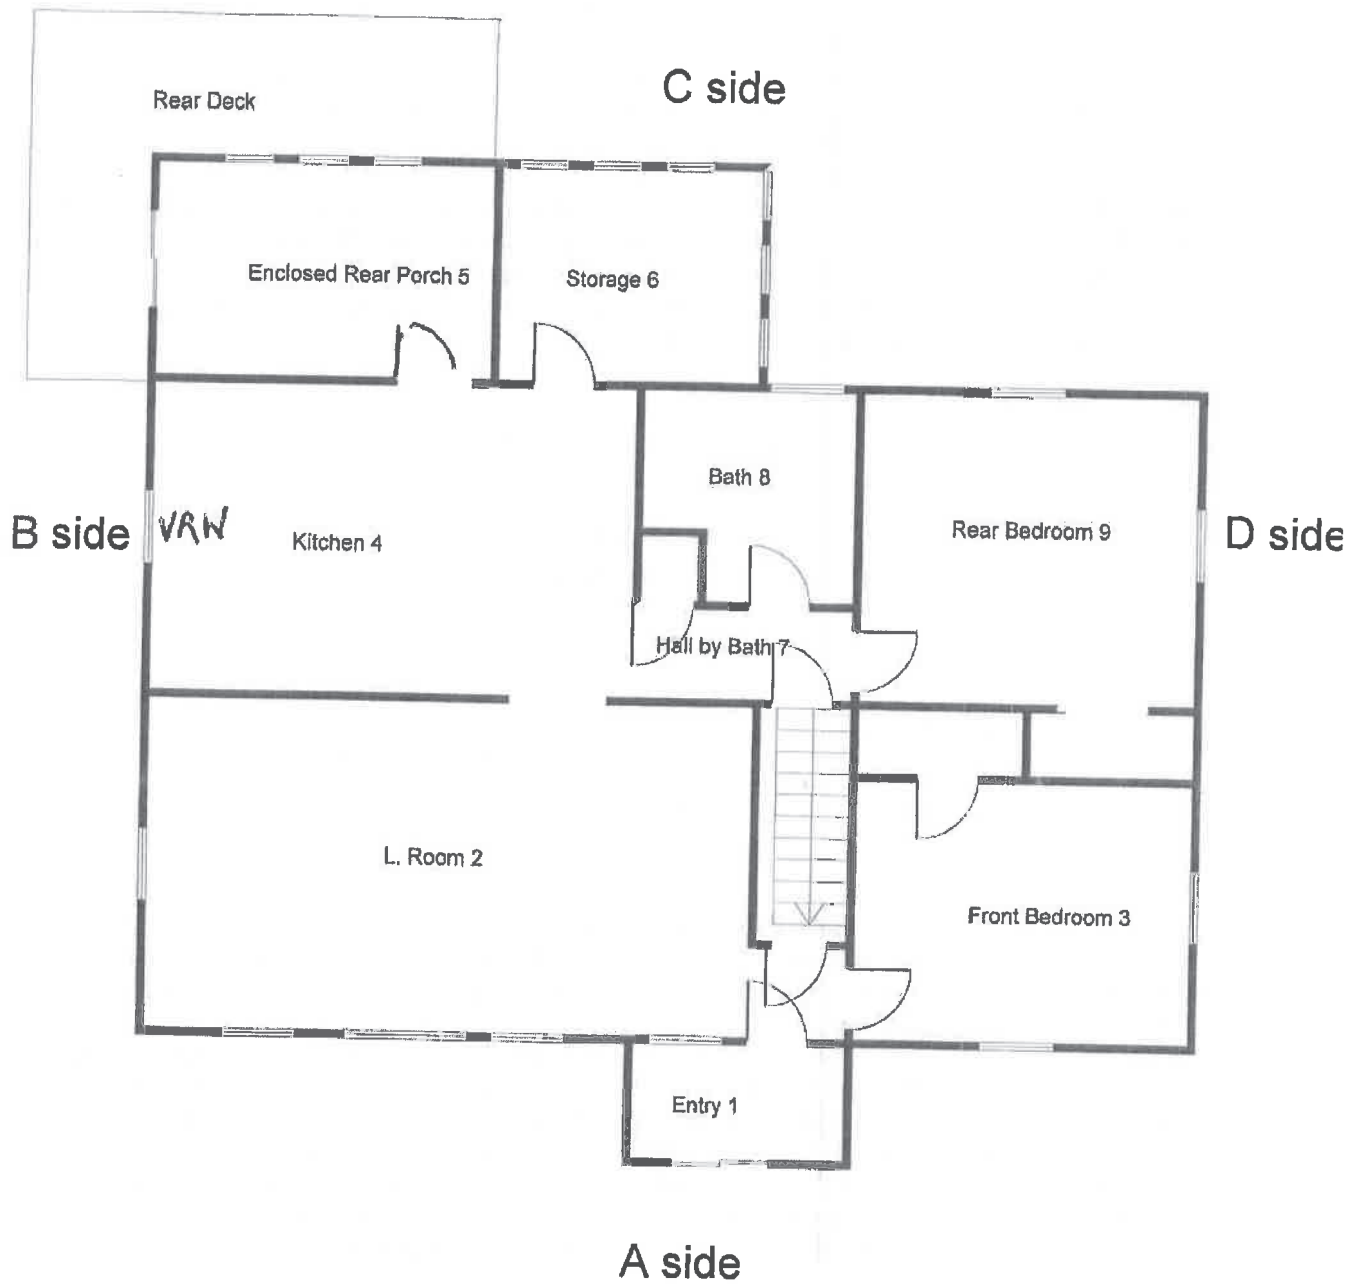 C side
Rear Deck
Enclosed Rear Porch 5
Storage 6
Bath 8
B side
VRW
Kitchen 4
Rear Bedroom 9
D side
Hall by Bath 7
L. Room 2
Front Bedroom 3
Entry 1
A side